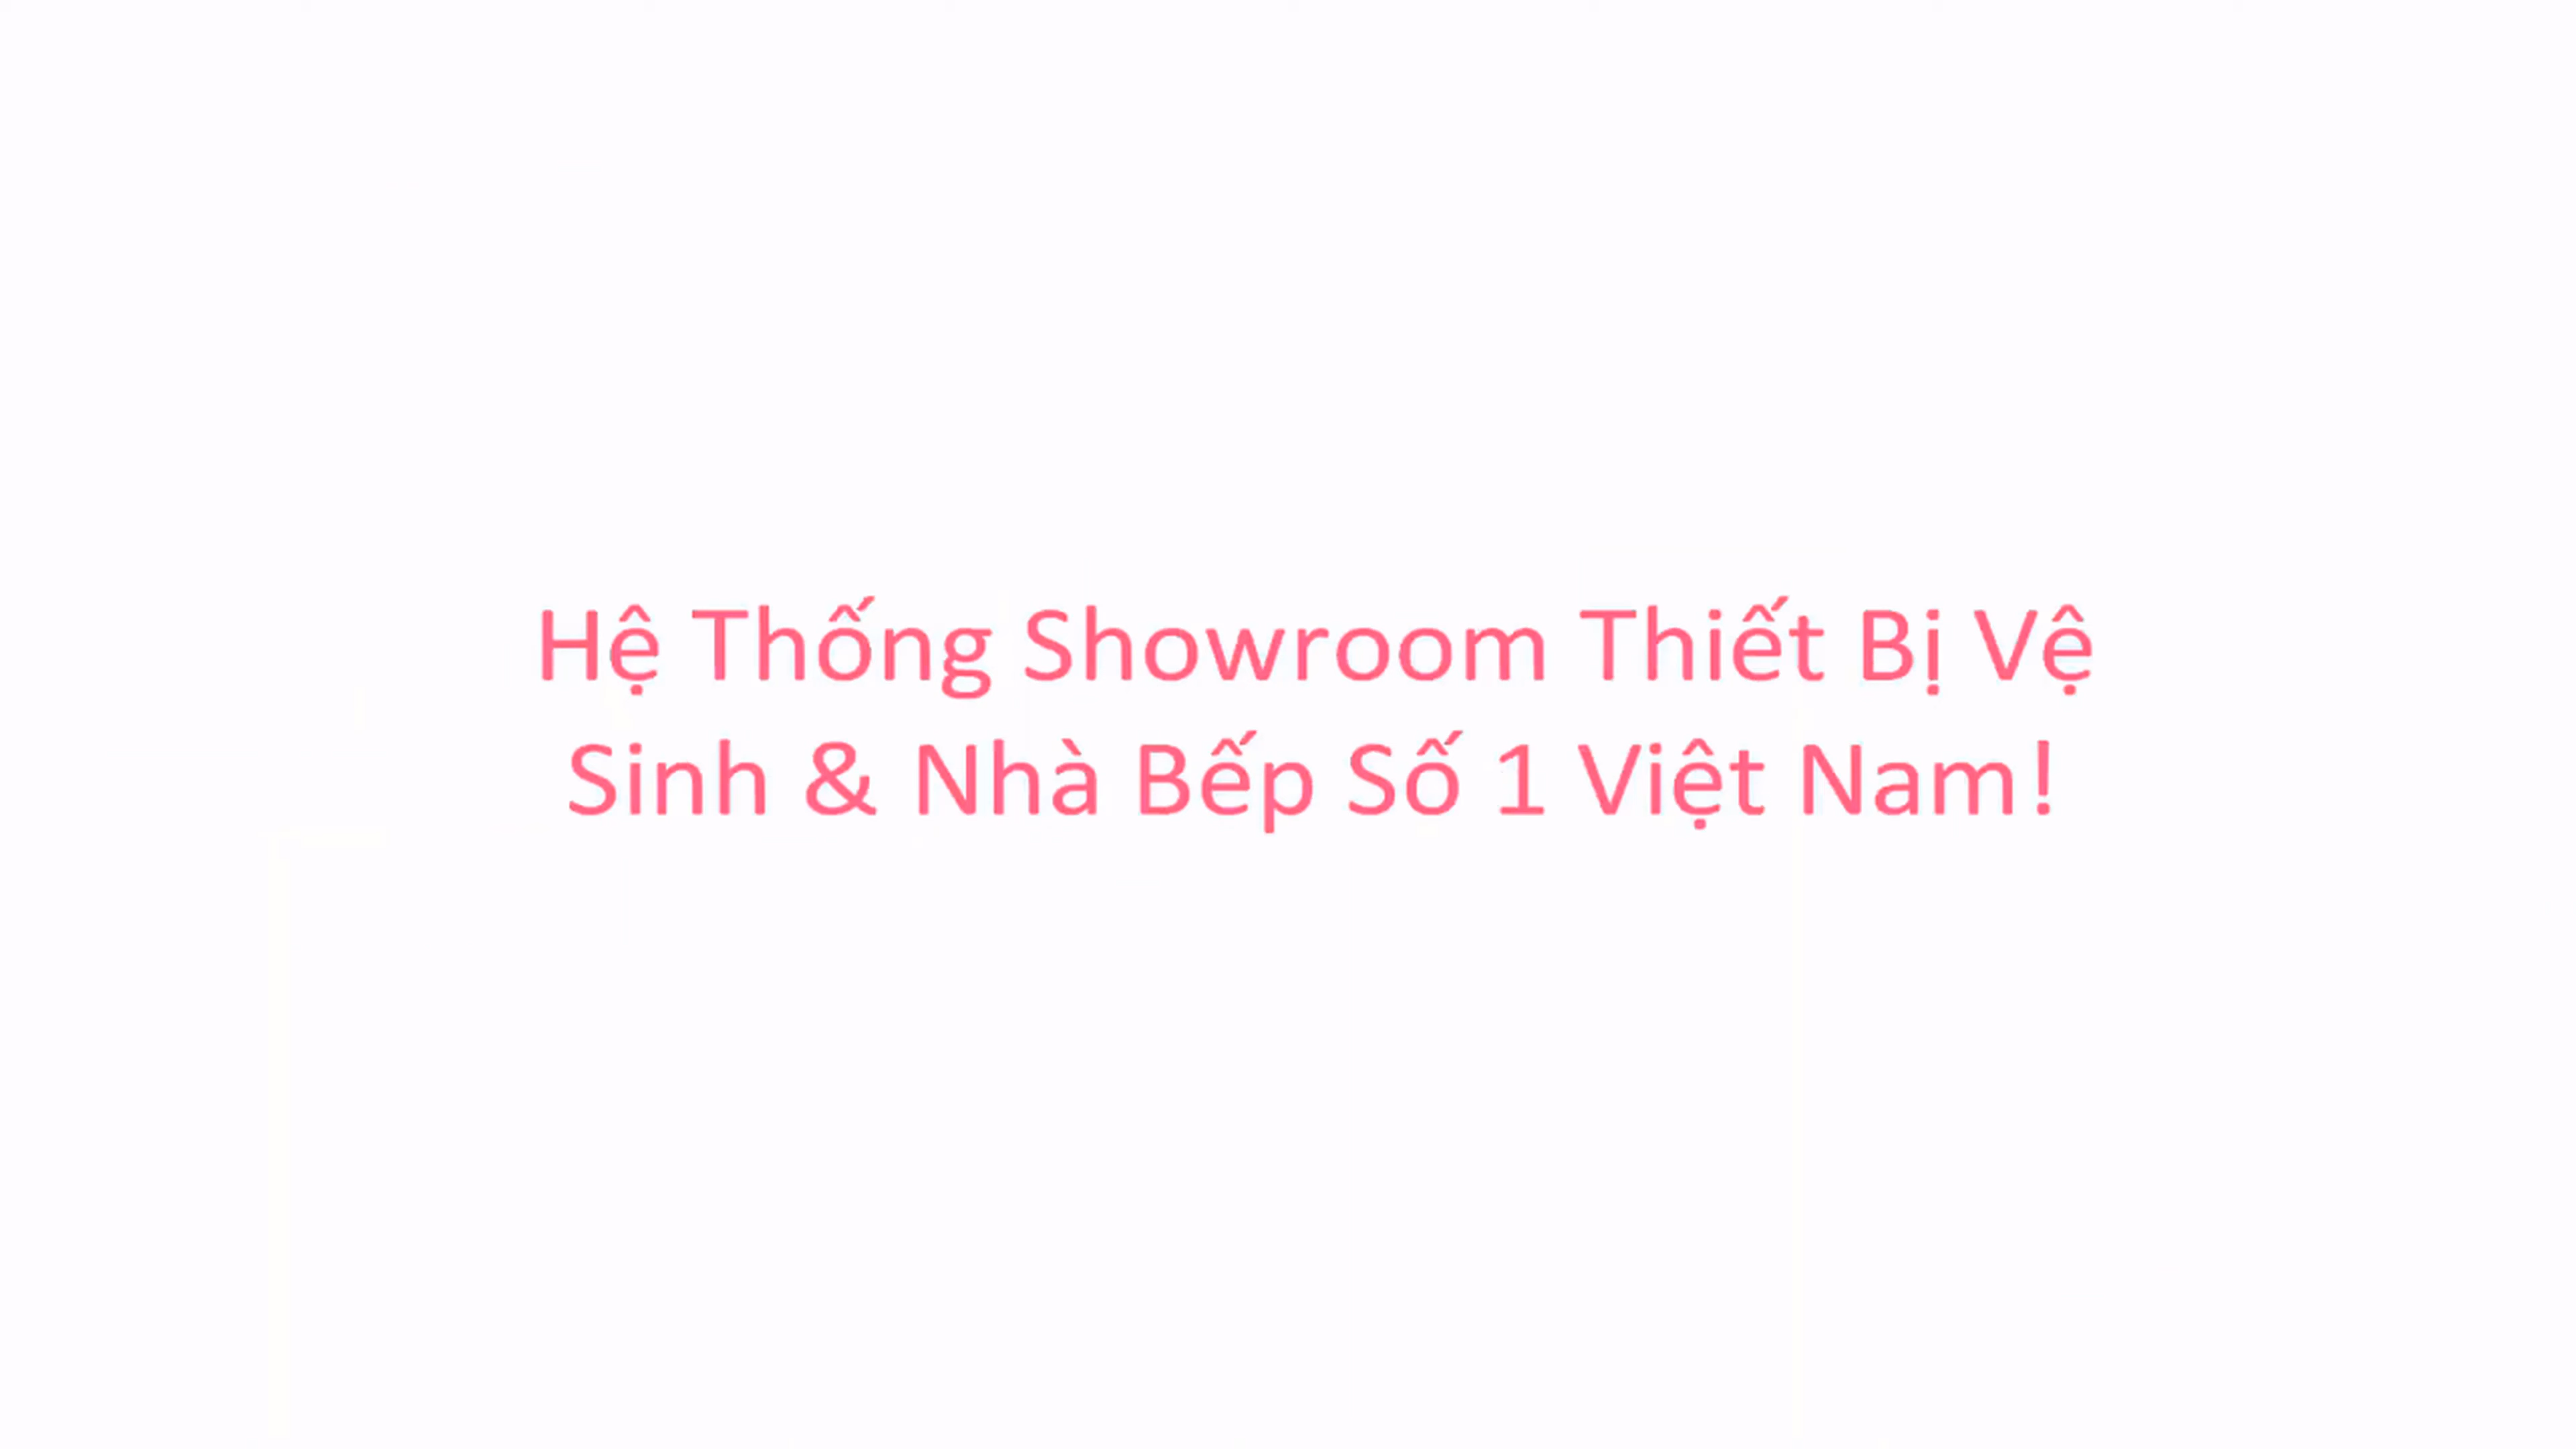 Hệ Thống Showroom Thiết Bị Vệ
Sinh & Nhà Bếp Số 1 Việt Nam!